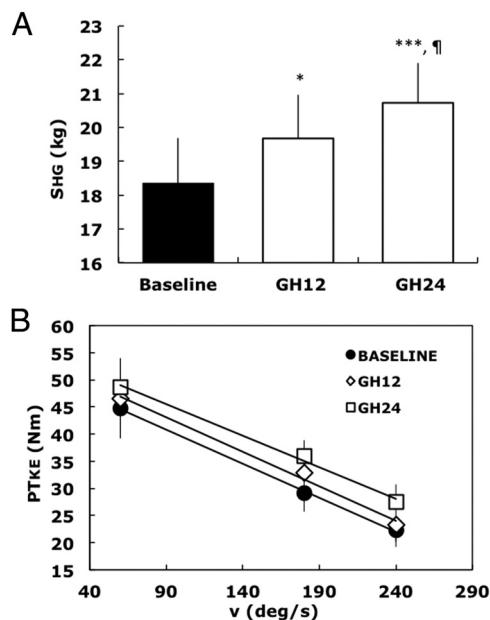 A
SHG (kg)
23
22
21
20
19
18
17
16
*
***, ¶
Baseline
GH12
GH24
B
PTKE (Nm)
60
55
50
45
40
35
30
25
20
15
BASELINE
GH12
GH24
40
90
140
190
240
290
v (deg/s)